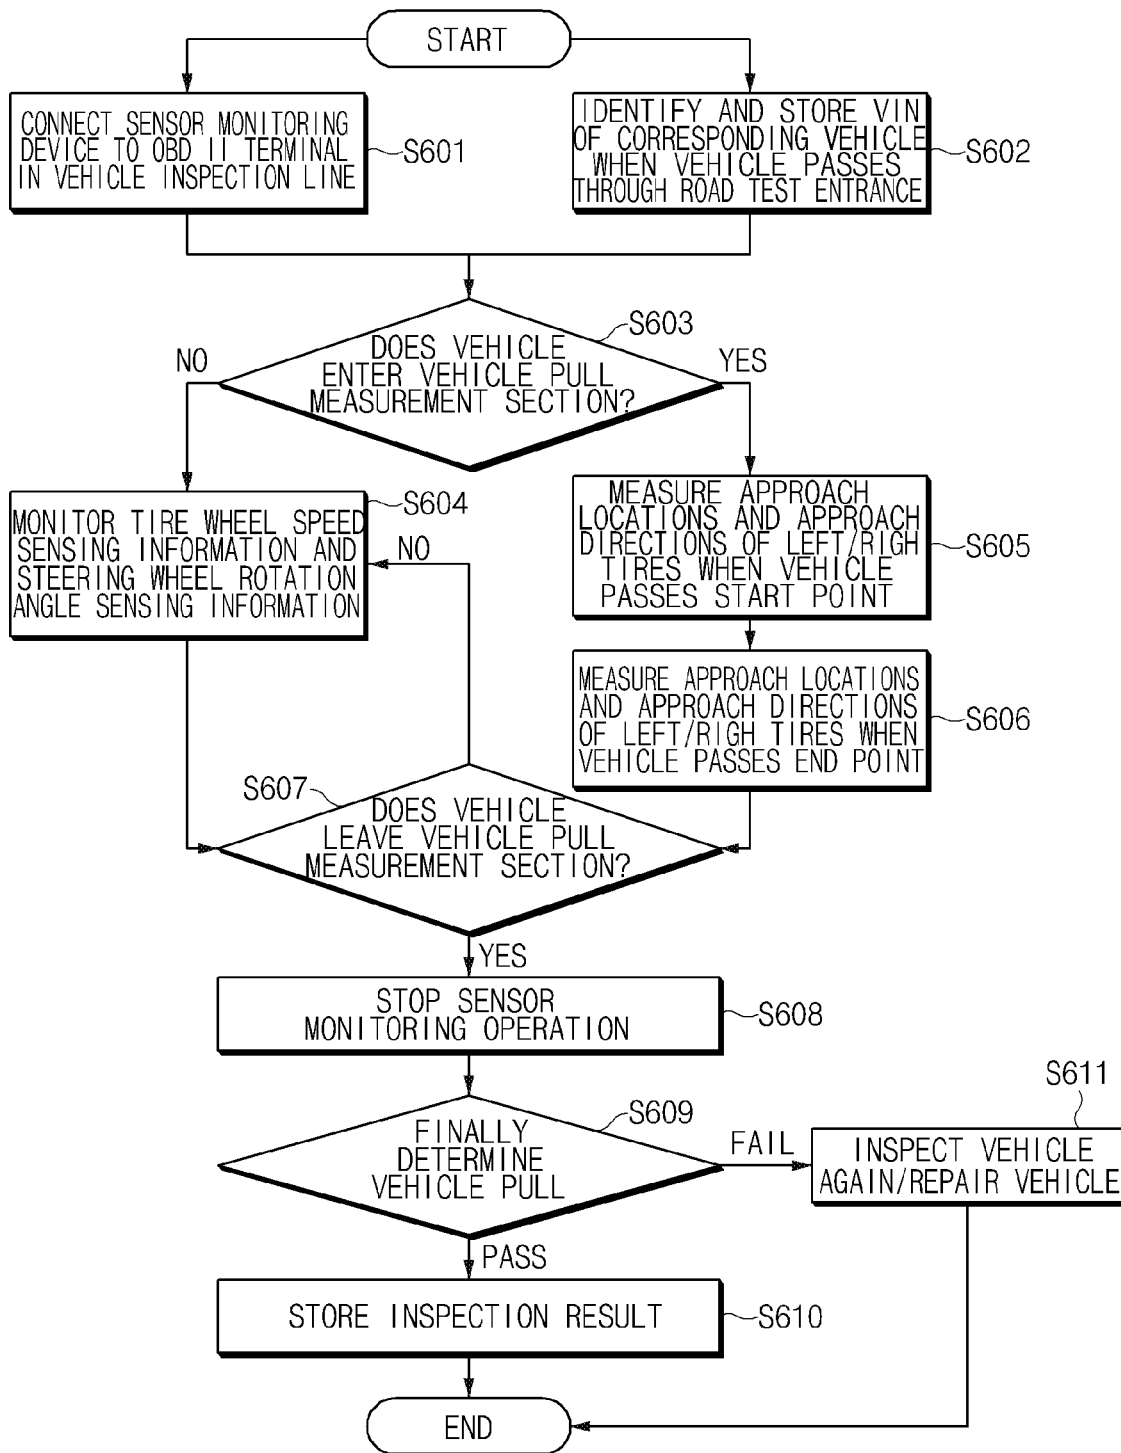 START
CONNECT SENSOR MONITORING
DEVICE TO OBD II TERMINAL
IN VEHICLE INSPECTION LINE
S601
IDENTIFY AND STORE VIN
OF CORRESPONDING VEHICLE
WHEN VEHICLE PASSES
THROUGH ROAD TEST ENTRANCE
S602
S603
DOES VEHICLE
ENTER VEHICLE PULL
MEASUREMENT SECTION?
NO
YES
S604
MONITOR TIRE WHEEL SPEED
SENSING INFORMATION AND
STEERING WHEEL ROTATION
ANGLE SENSING INFORMATION
NO
MEASURE APPROACH
LOCATIONS AND APPROACH
DIRECTIONS OF LEFT/RIGH
TIRES WHEN VEHICLE
PASSES START POINT
S605
MEASURE APPROACH LOCATIONS
AND APPROACH DIRECTIONS
OF LEFT/RIGH TIRES WHEN
VEHICLE PASSES END POINT
S606
S607
DOES VEHICLE
LEAVE VEHICLE PULL
MEASUREMENT SECTION?
YES
STOP SENSOR
MONITORING OPERATION
S608
S609
FINALLY
DETERMINE
VEHICLE PULL
FAIL
S611
INSPECT VEHICLE
AGAIN/REPAIR VEHICLE
PASS
STORE INSPECTION RESULT
S610
END